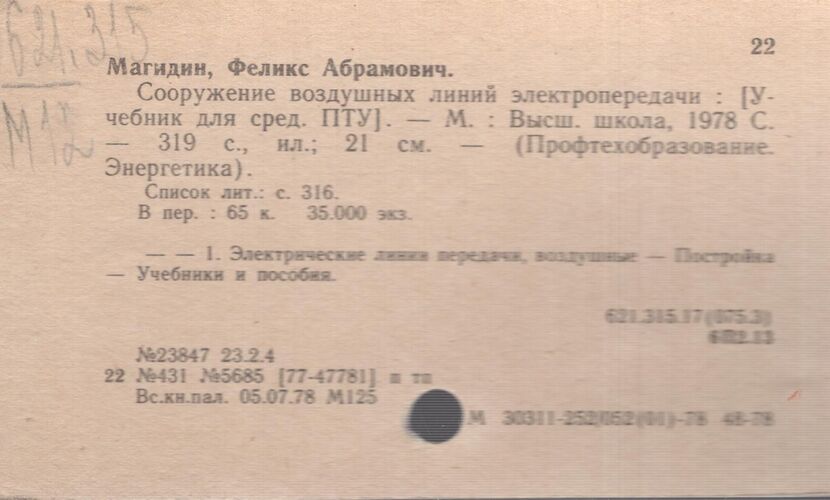 621.315
М12
22
Магидин, Феликс Абрамович.
Сооружение воздушных линий электропередачи : [У-
чебник для сред. ПТУ]. — М. : Высш. школа, 1978 С.
— 319 с., ил.; 21 см. — (Профтехобразование.
Энергетика).
Список лит.: с. 316.
В пер. : 65 к. 35.000 экз.
— — 1. Электрические линии передачи, воздушные — Постройка
— Учебники и пособия.
621.315.17(075.3)
6П2.13
№23847 23.2.4
22 №431 №5685 [77-47781] п тп
Вс.кн.пал. 05.07.78 М125
М 30311-252/052(01)-78 48-78